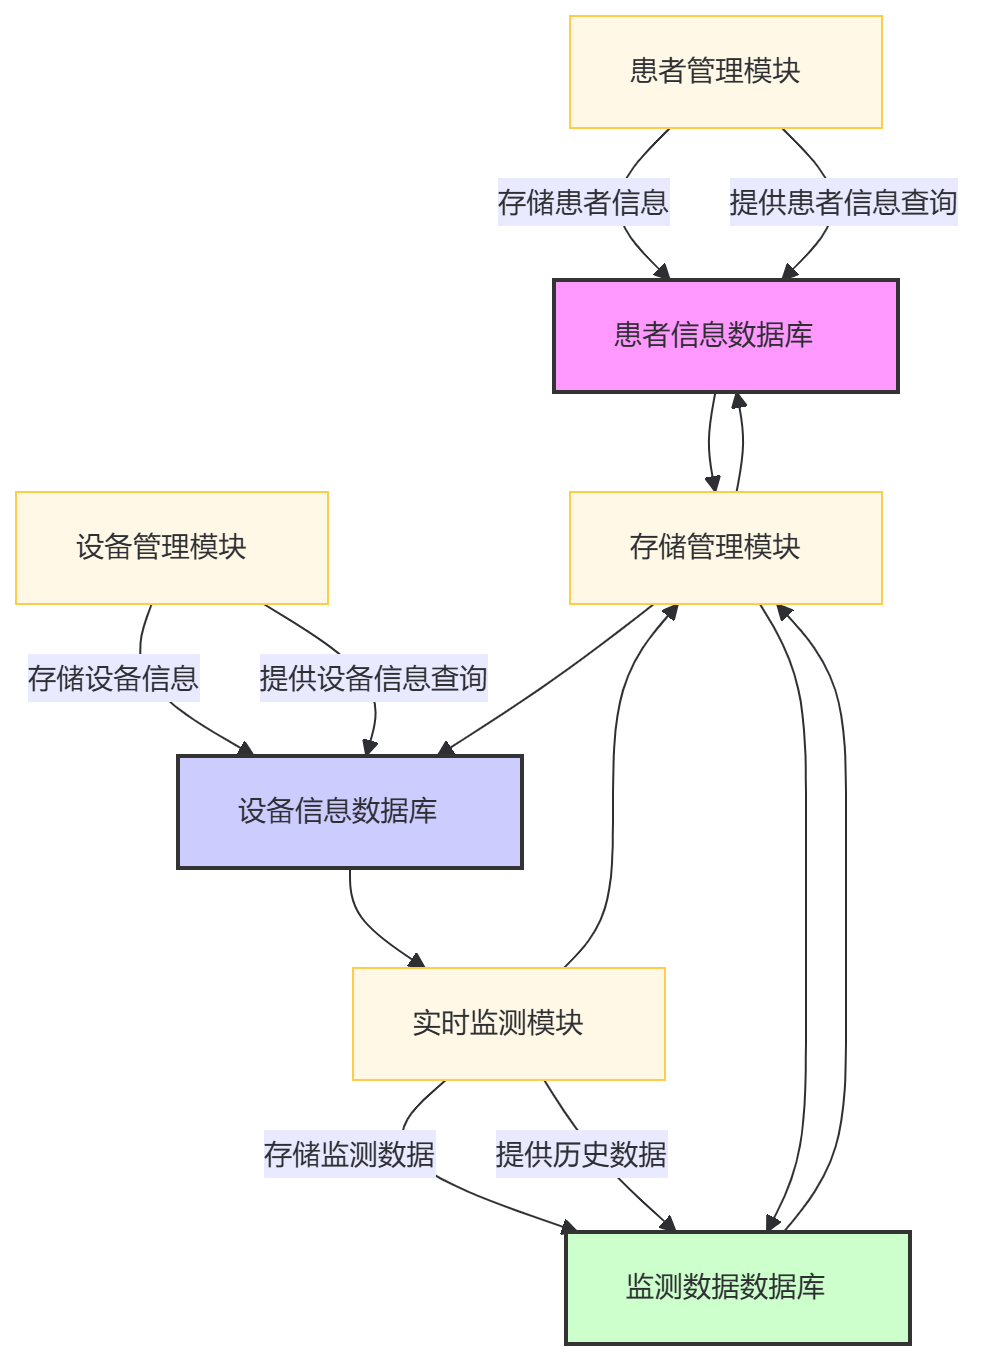 患者管理模块
存储患者信息
提供患者信息查询
患者信息数据库
设备管理模块
存储管理模块
存储设备信息
提供设备信息查询
设备信息数据库
实时监测模块
存储监测数据
提供历史数据
监测数据数据库